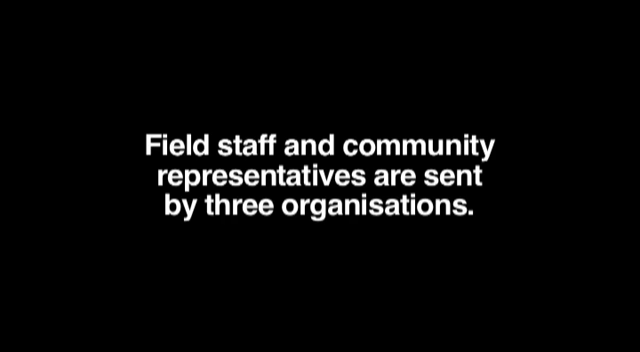 Field staff and community
representatives are sent
by three organisations.